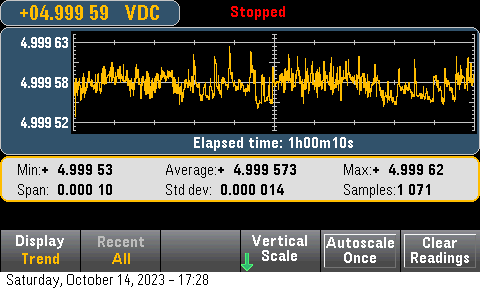 +04.999 59 VDC Stopped
4.999 63
4.999 58
4.999 52
Elapsed time: 1h00m10s
Min:+ 4.999 53 Average:+ 4.999 573 Max:+ 4.999 62
Span: 0.000 10 Std dev: 0.000 014 Samples:1 071
Display Recent Vertical Autoscale Clear
Trend All Scale Once Readings
Saturday, October 14, 2023 - 17:28